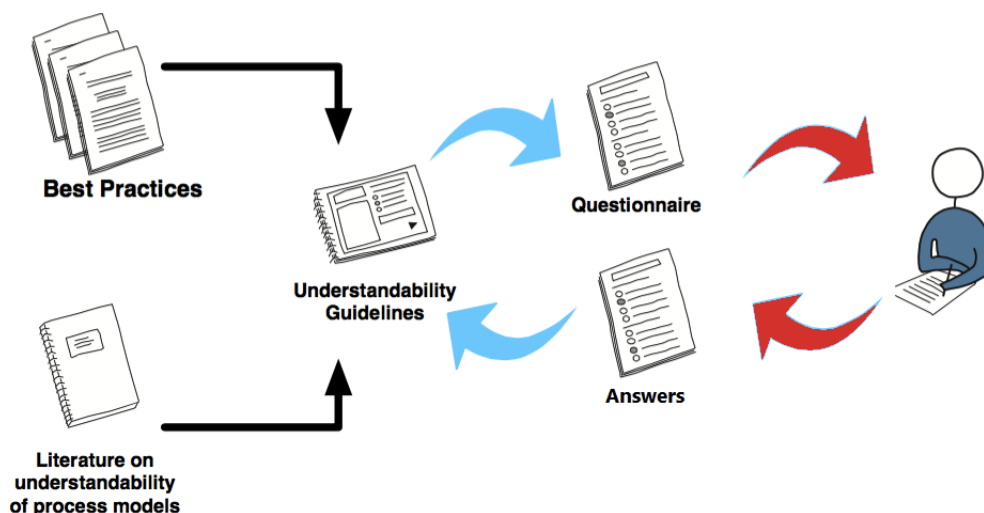 Best Practices
Questionnaire
Understandability
Guidelines
Answers
Literature on
understandability
of process models